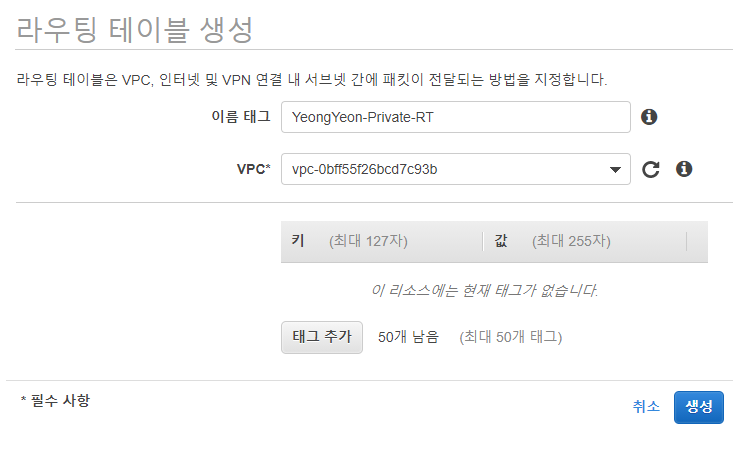 라우팅 테이블 생성
라우팅 테이블은 VPC, 인터넷 및 VPN 연결 내 서브넷 간에 패킷이 전달되는 방법을 지정합니다.
이름 태그 YeongYeon-Private-RT
VPC* vpc-0bff55f26bcd7c93b
키 (최대 127자) 값 (최대 255자)
이 리소스에는 현재 태그가 없습니다.
태그 추가 50개 남음 (최대 50개 태그)
* 필수 사항
취소 생성